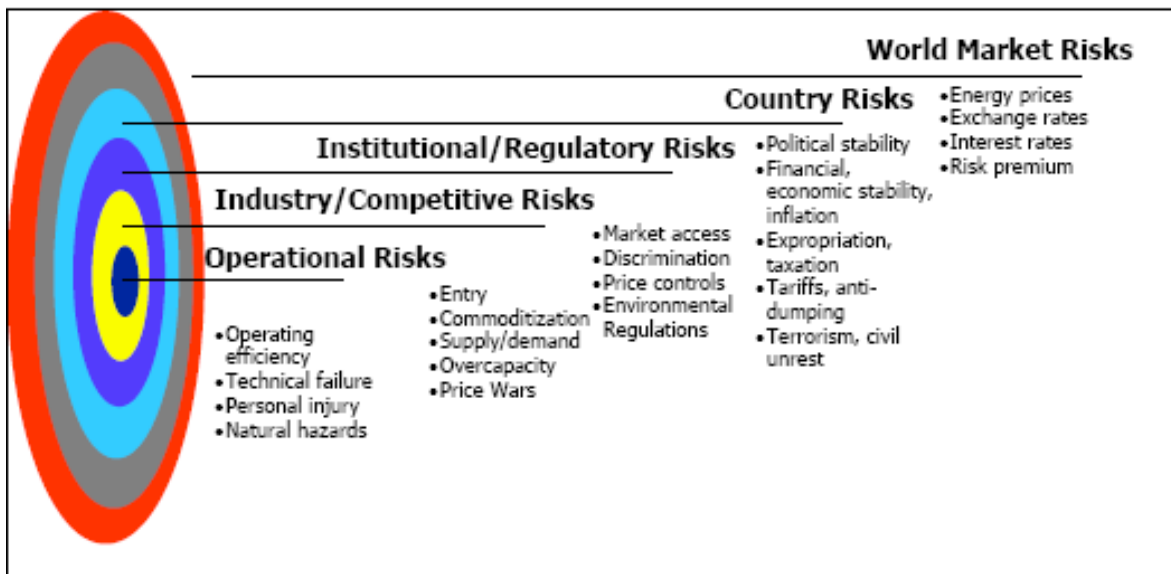 World Market Risks
•Energy prices
•Exchange rates
•Interest rates
•Risk premium
Country Risks
•Political stability
•Financial,
economic stability,
inflation
•Expropriation,
taxation
•Tariffs, anti-
dumping
•Terrorism, civil
unrest
Institutional/Regulatory Risks
•Market access
•Discrimination
•Price controls
•Environmental
Regulations
Industry/Competitive Risks
•Entry
•Commoditization
•Supply/demand
•Overcapacity
•Price Wars
Operational Risks
•Operating
efficiency
•Technical failure
•Personal injury
•Natural hazards